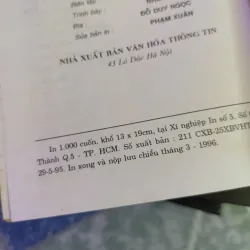 Trình bày :
Bìa :
Sửa bản in :
ĐỖ DUY NGỌC
PHẠM XUÂN
NHÀ XUẤT BẢN VĂN HÓA THÔNG TIN
43 Lò Đúc Hà Nội
In 1.000 cuốn, khổ 13 x 19cm, tại Xí nghiệp In số 5. Số
Thành Q.5 - TP. HCM. Số xuất bản : 211 CXB-25XBVHT
29-5-95. In xong và nộp lưu chiểu tháng 3 - 1996.